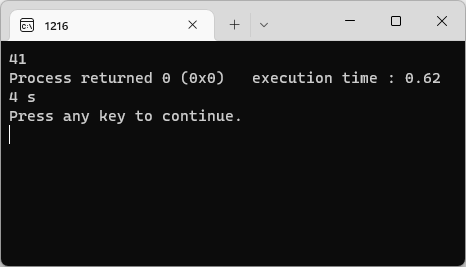 1216
41
Process returned 0 (0x0)   execution time : 0.62
4 s
Press any key to continue.